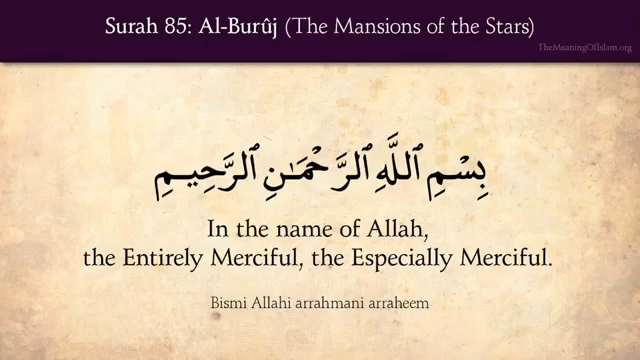 Surah 85: Al-Burûj (The Mansions of the Stars)
TheMeaningOfIslam.org
بِسْمِ ٱللَّهِ ٱلرَّحْمَـٰنِ ٱلرَّحِيمِ
In the name of Allah,
the Entirely Merciful, the Especially Merciful.
Bismi Allahi arrahmani arraheem